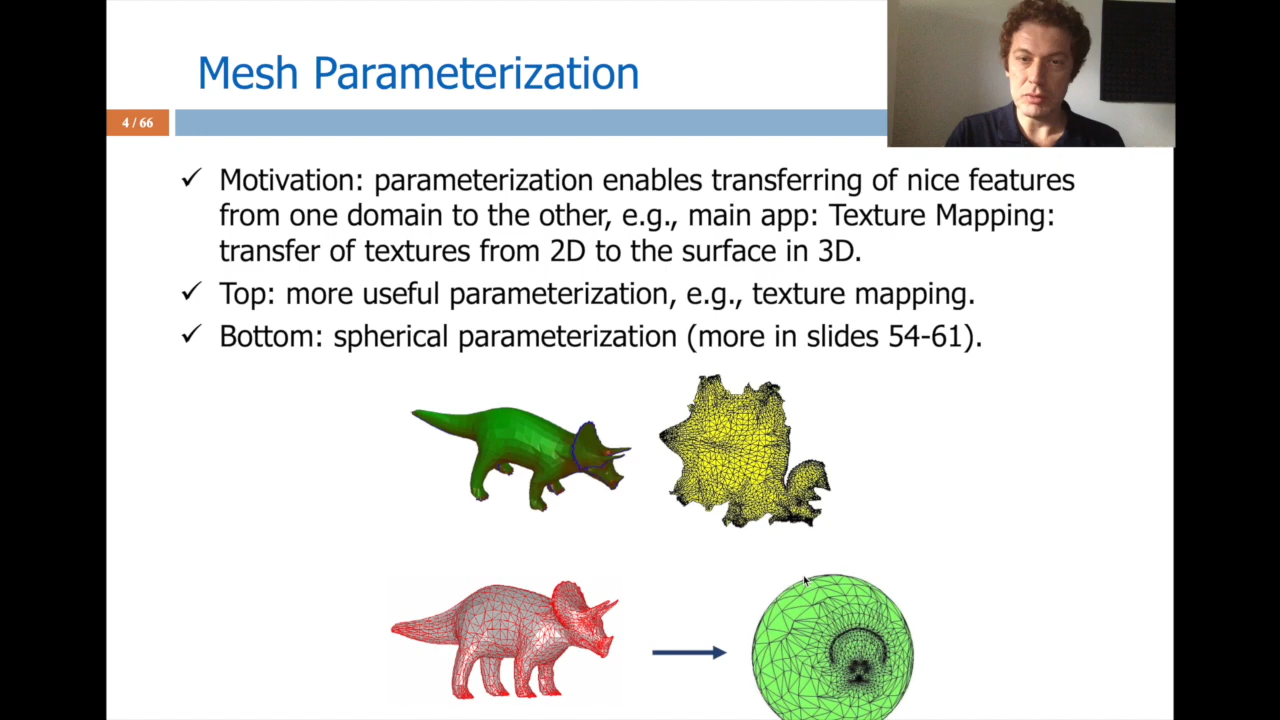 Mesh Parameterization
4 / 66
✓ Motivation: parameterization enables transferring of nice features
from one domain to the other, e.g., main app: Texture Mapping:
transfer of textures from 2D to the surface in 3D.
✓ Top: more useful parameterization, e.g., texture mapping.
✓ Bottom: spherical parameterization (more in slides 54-61).